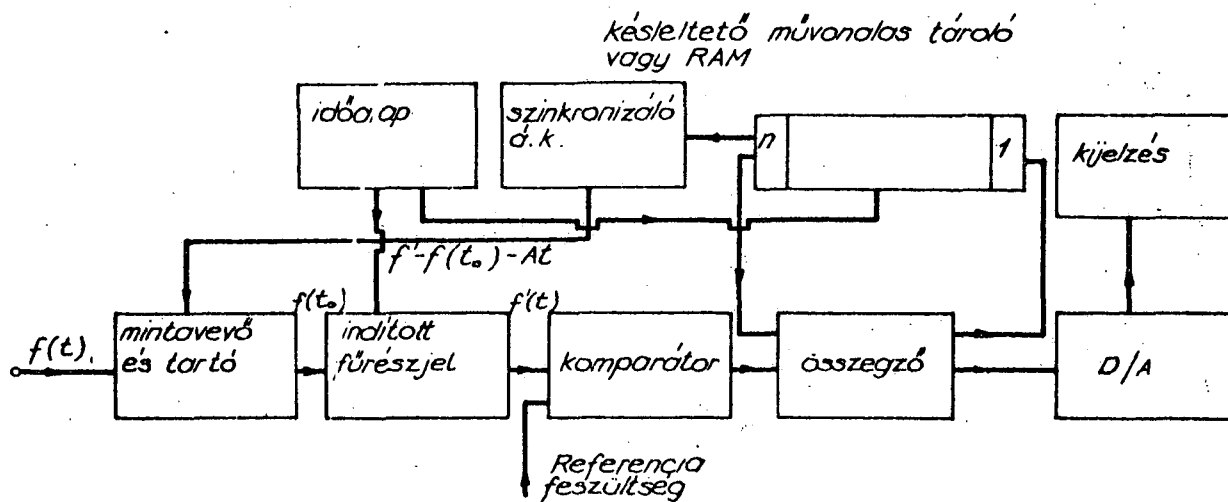 késleltető művonalas tároló
vagy RAM
időalap
szinkronizáló
á.k.
n
1
kijelzés
f'-f(t₀)-At
f(t).
mintavevő
és tartó
f(t₀)
indított
fűrészjel
f'(t)
komparátor
összegző
D/A
Referencia
feszültség